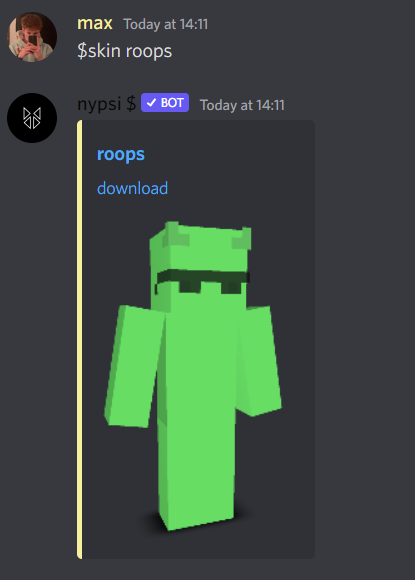 max Today at 14:11
$skin roops
nypsi $ ✓ BOT Today at 14:11
roops
download